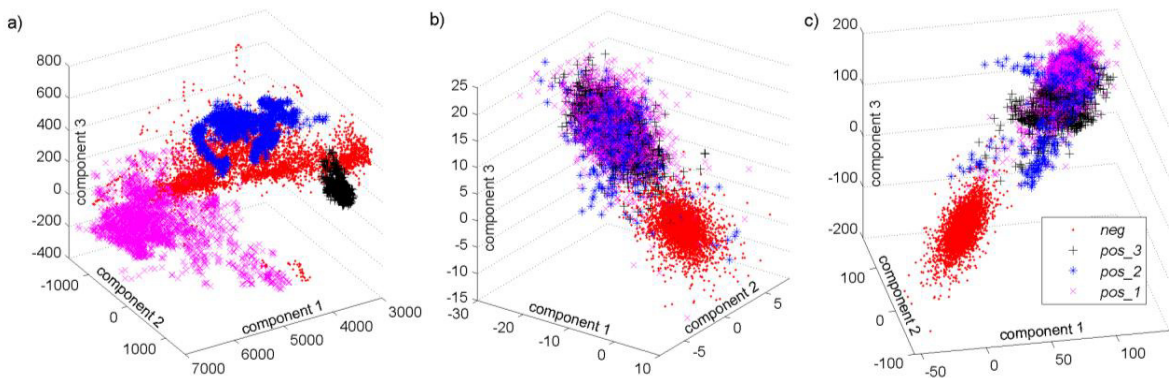 a)
800
600
400
200
0
-200
-400
component 3
-1000
0
1000
component 2
7000
6000
5000
4000
3000
component 1
b)
25
20
15
10
5
0
-5
-10
-15
component 3
-30
-20
-10
0
10
component 1
-5
0
5
component 2
c)
200
100
0
-100
-200
component 3
100
0
-100
component 2
-50
0
50
100
component 1
neg
pos_3
pos_2
pos_1